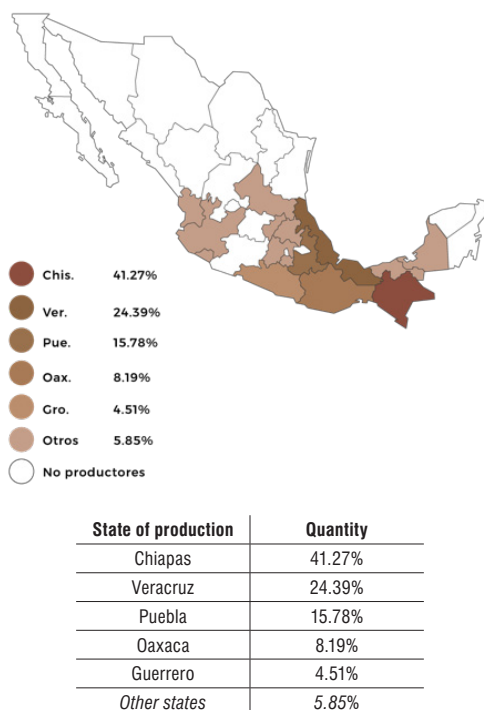 Chis. 41.27%
Ver. 24.39%
Pue. 15.78%
Oax. 8.19%
Gro. 4.51%
Otros 5.85%
No productores
State of production Quantity
Chiapas 41.27%
Veracruz 24.39%
Puebla 15.78%
Oaxaca 8.19%
Guerrero 4.51%
Other states 5.85%